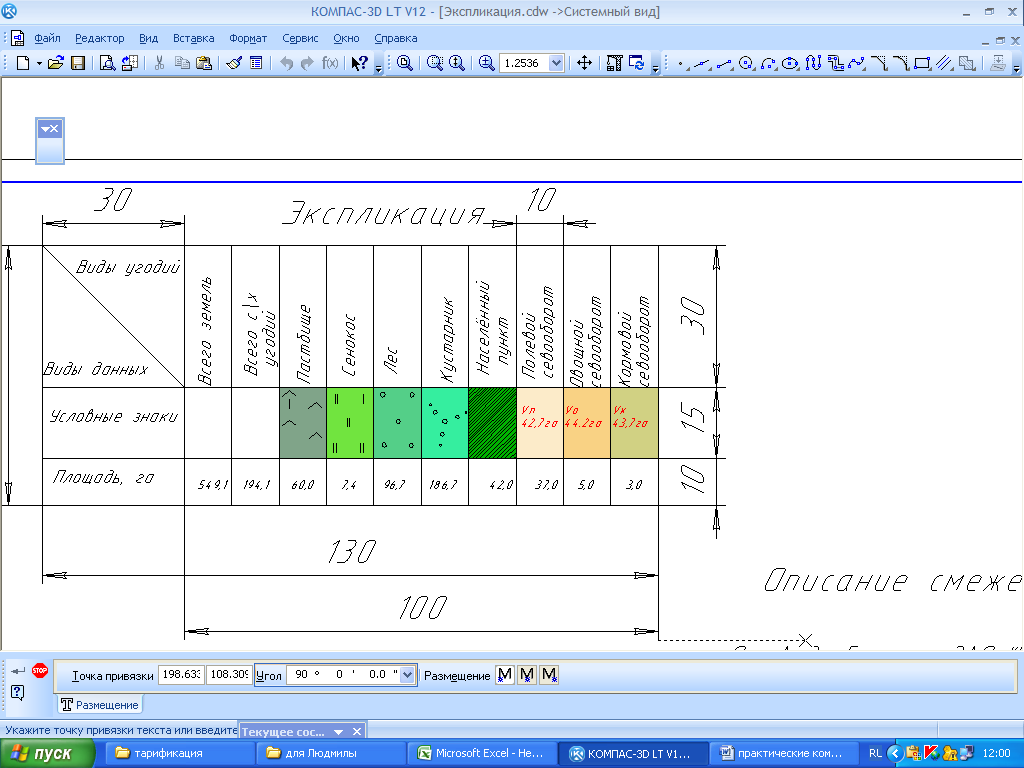 КОМПАС-3D LT V12 - [Экспликация.cdw ->Системный вид]
Файл Редактор Вид Вставка Формат Сервис Окно Справка
f(x) 1.2536
30 Экспликация 10
Виды угодий
Виды данных
Всего земель
Всего с\х
угодий
Пастбище
Сенокос
Лес
Кустарник
Населённый
пункт
Полевой
севооборот
Овощной
севооборот
Кормовой
севооборот
30
Условные знаки
Уп
42,7га
Уо
44.2га
Ук
43,7га
15
Площадь, га 549,1 194,1 60,0 7,4 96,7 186,7 42,0 37,0 5,0 3,0
10
130
100
Описание смеже
STOP
Точка привязки 198.633 108.309 Угол 90 ° 0 ' 0.0 " Размещение М М М
T Размещение
Укажите точку привязки текста или введите
Текущее сос...
пуск тарификация для Людмилы Microsoft Excel - Не... КОМПАС-3D LT V1... практические ком... RL 12:00